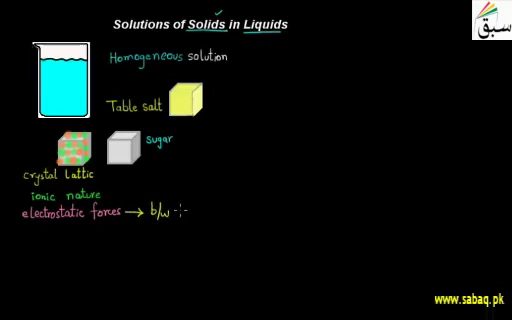 Solutions of Solids in Liquids
سبق
Homogeneous solution
Table salt
sugar
crystal lattic
ionic nature
electrostatic forces → b/w -:-
www.sabaq.pk